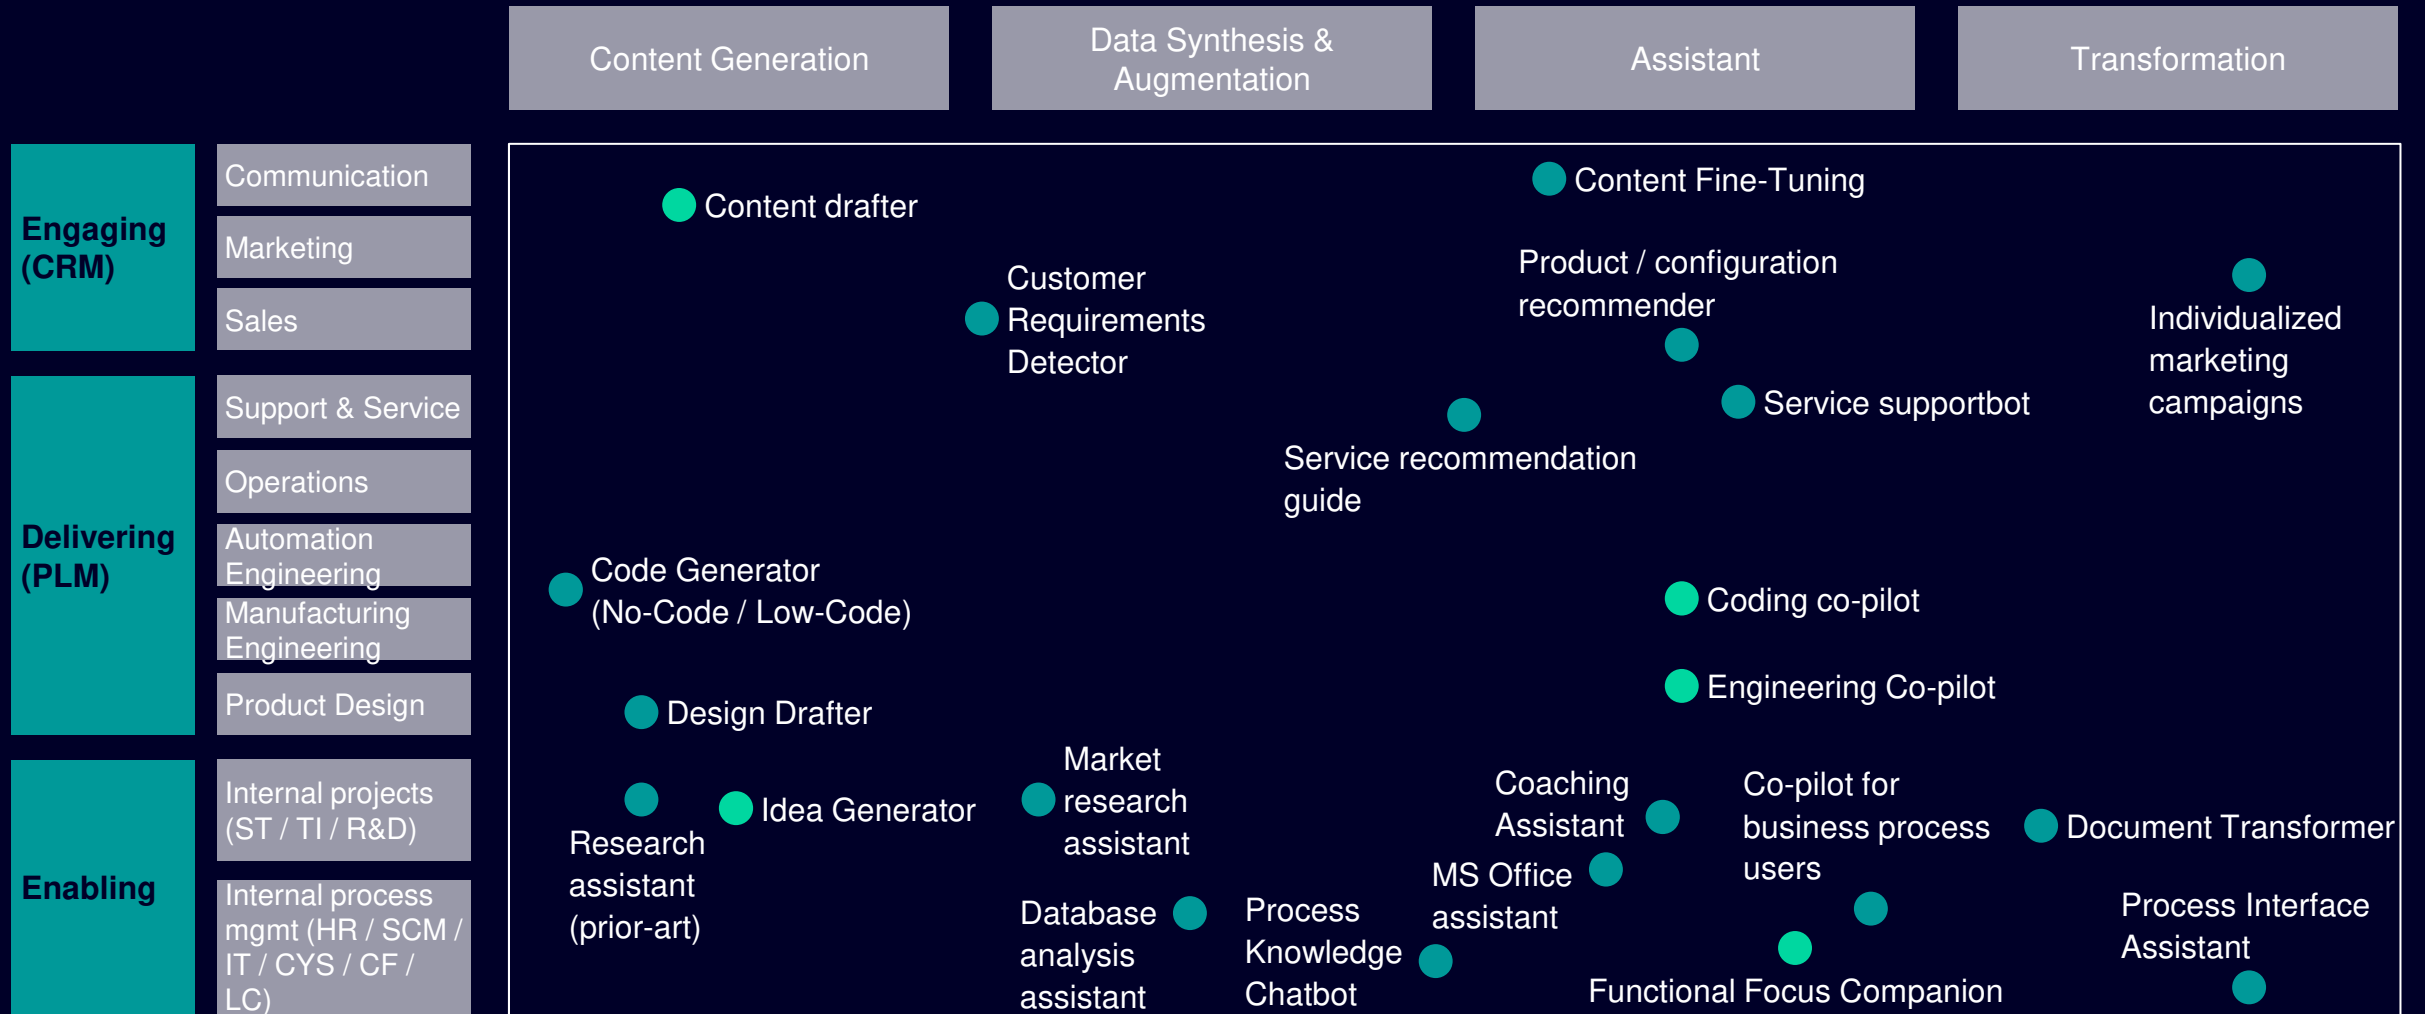 Content Generation
Data Synthesis &
Augmentation
Assistant
Transformation
Engaging
(CRM)
Communication
Marketing
Sales
Content drafter
Customer
Requirements
Detector
Content Fine-Tuning
Product / configuration
recommender
Individualized
marketing
campaigns
Delivering
(PLM)
Support & Service
Operations
Automation
Engineering
Manufacturing
Engineering
Product Design
Service supportbot
Service recommendation
guide
Code Generator
(No-Code / Low-Code)
Coding co-pilot
Engineering Co-pilot
Design Drafter
Enabling
Internal projects
(ST / TI / R&D)
Internal process
mgmt (HR / SCM /
IT / CYS / CF /
LC)
Research
assistant
(prior-art)
Idea Generator
Market
research
assistant
Database
analysis
assistant
Process
Knowledge
Chatbot
Coaching
Assistant
MS Office
assistant
Co-pilot for
business process
users
Functional Focus Companion
Document Transformer
Process Interface
Assistant